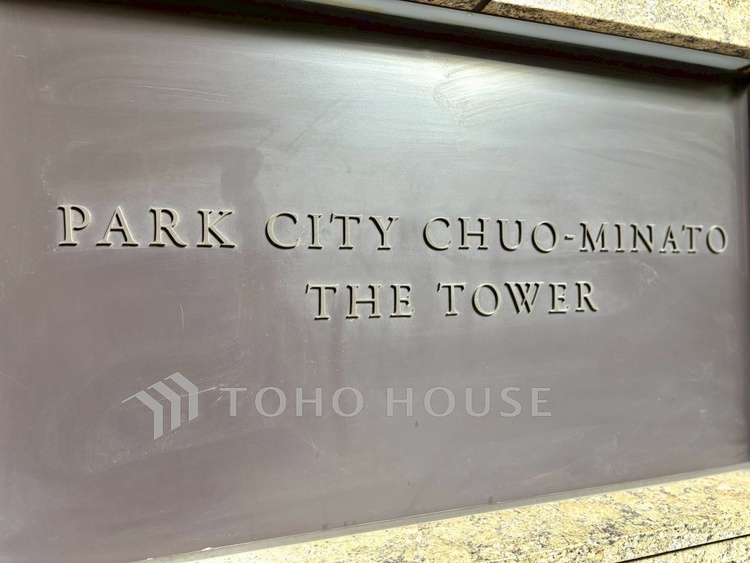 PARK CITY CHUO-MINATO
THE TOWER
TOHO HOUSE